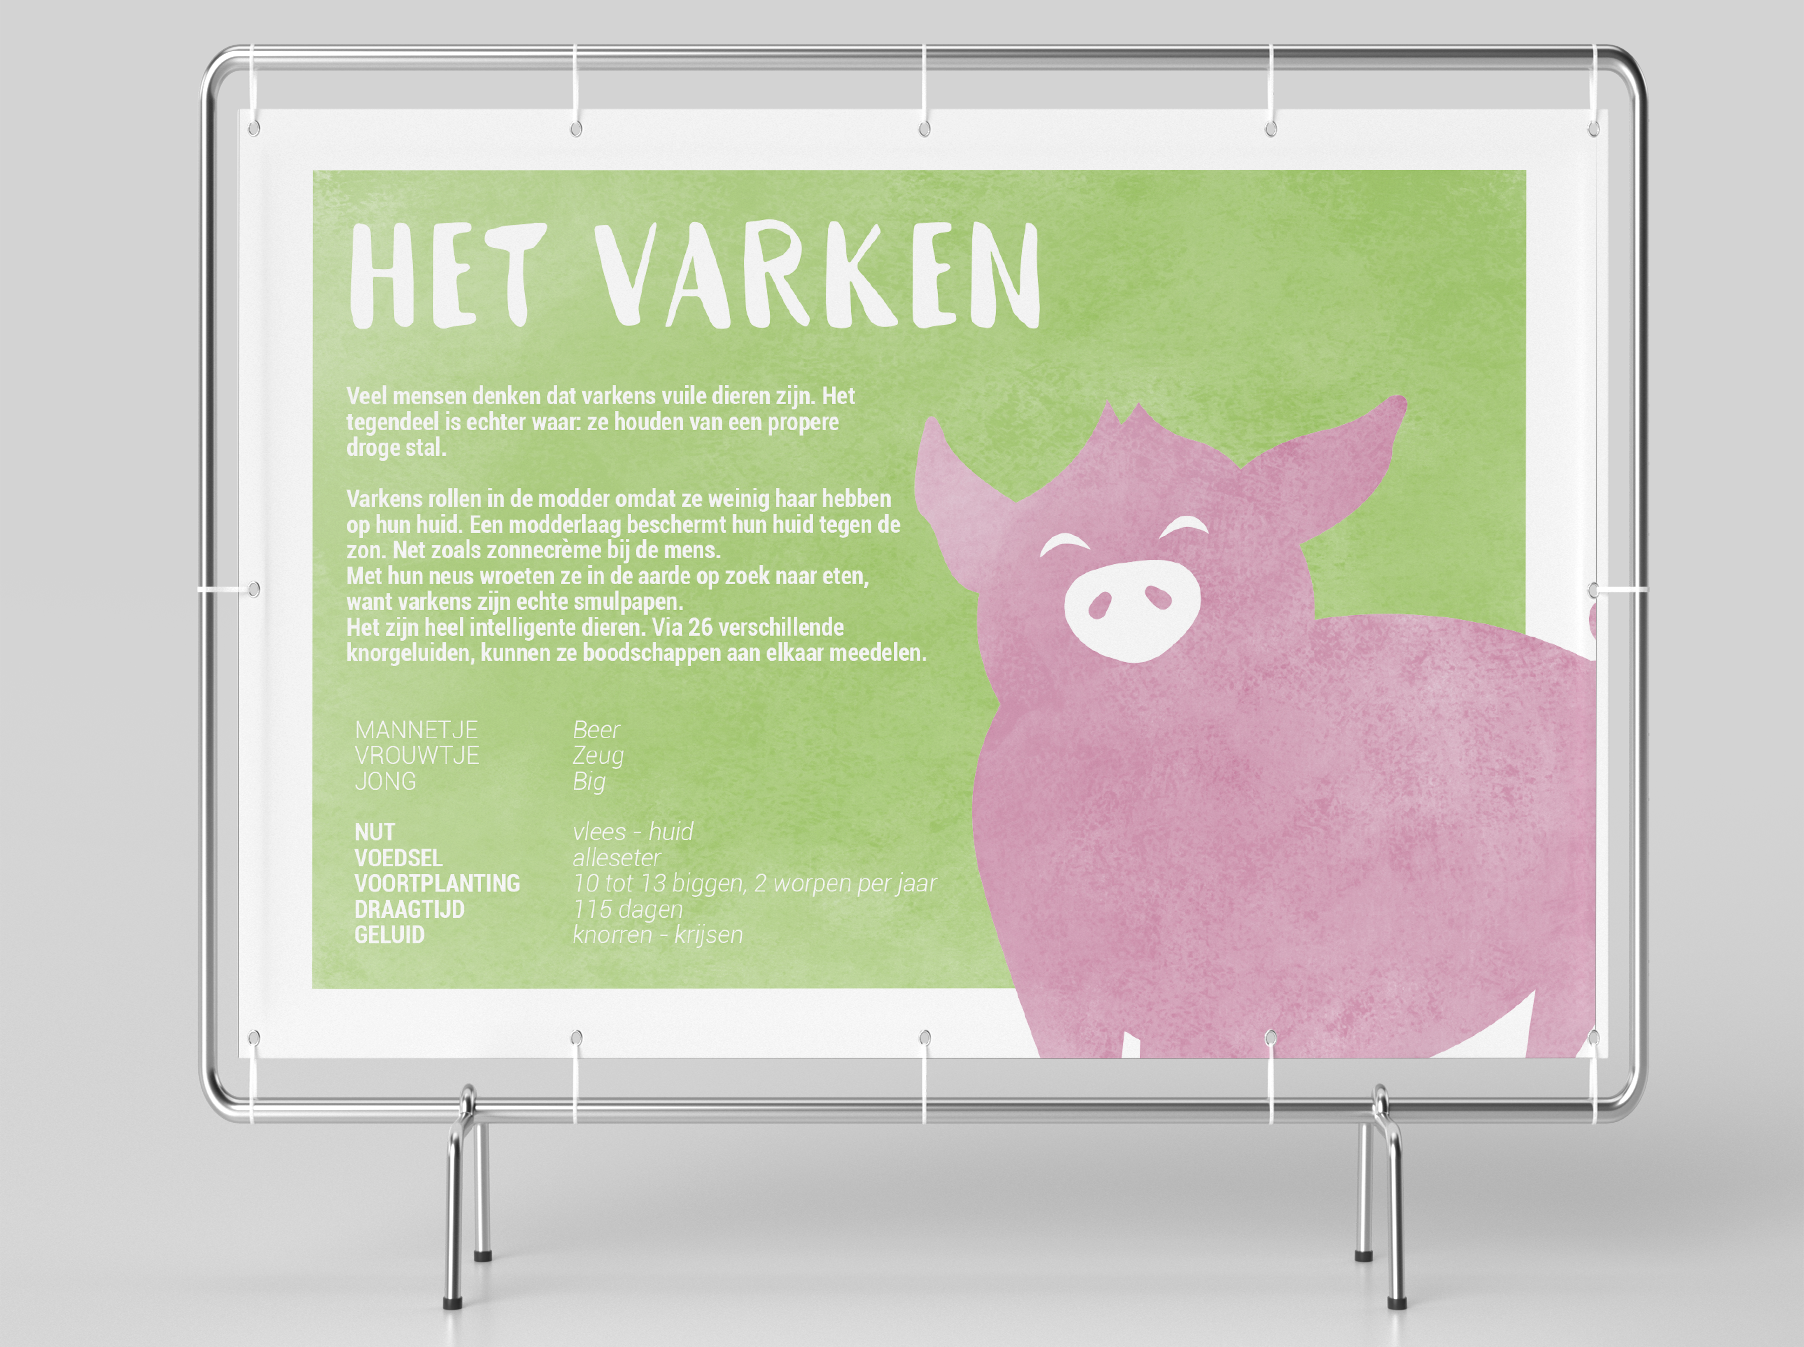 HET VARKEN
Veel mensen denken dat varkens vuile dieren zijn. Het
tegendeel is echter waar: ze houden van een propere
droge stal.
Varkens rollen in de modder omdat ze weinig haar hebben
op hun huid. Een modderlaag beschermt hun huid tegen de
zon. Net zoals zonnecrème bij de mens.
Met hun neus wroeten ze in de aarde op zoek naar eten,
want varkens zijn echte smulpapen.
Het zijn heel intelligente dieren. Via 26 verschillende
knorgeluiden, kunnen ze boodschappen aan elkaar meedelen.
MANNETJE Beer
VROUWTJE Zeug
JONG Big
NUT vlees - huid
VOEDSEL alleseter
VOORTPLANTING 10 tot 13 biggen, 2 worpen per jaar
DRAAGTIJD 115 dagen
GELUID knorren - krijsen